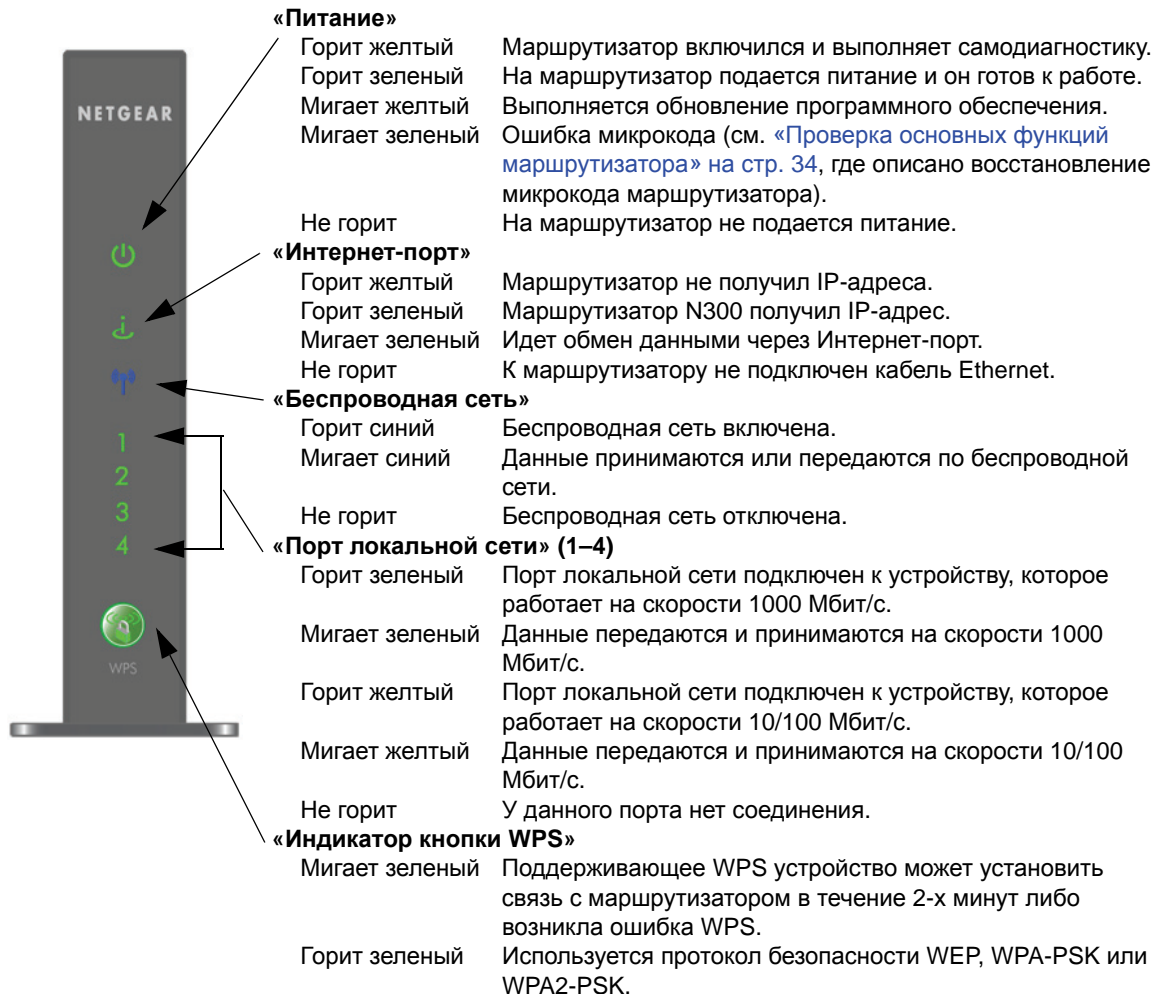 «Питание»
Горит желтый Маршрутизатор включился и выполняет самодиагностику.
Горит зеленый На маршрутизатор подается питание и он готов к работе.
Мигает желтый Выполняется обновление программного обеспечения.
Мигает зеленый Ошибка микрокода (см. «Проверка основных функций
маршрутизатора» на стр. 34, где описано восстановление
микрокода маршрутизатора).
Не горит На маршрутизатор не подается питание.
«Интернет-порт»
Горит желтый Маршрутизатор не получил IP-адреса.
Горит зеленый Маршрутизатор N300 получил IP-адрес.
Мигает зеленый Идет обмен данными через Интернет-порт.
Не горит К маршрутизатору не подключен кабель Ethernet.
«Беспроводная сеть»
Горит синий Беспроводная сеть включена.
Мигает синий Данные принимаются или передаются по беспроводной
сети.
Не горит Беспроводная сеть отключена.
«Порт локальной сети» (1–4)
Горит зеленый Порт локальной сети подключен к устройству, которое
работает на скорости 1000 Мбит/с.
Мигает зеленый Данные передаются и принимаются на скорости 1000
Мбит/с.
Горит желтый Порт локальной сети подключен к устройству, которое
работает на скорости 10/100 Мбит/с.
Мигает желтый Данные передаются и принимаются на скорости 10/100
Мбит/с.
Не горит У данного порта нет соединения.
«Индикатор кнопки WPS»
Мигает зеленый Поддерживающее WPS устройство может установить
связь с маршрутизатором в течение 2-х минут либо
возникла ошибка WPS.
Горит зеленый Используется протокол безопасности WEP, WPA-PSK или
WPA2-PSK.
NETGEAR
1
2
3
4
WPS